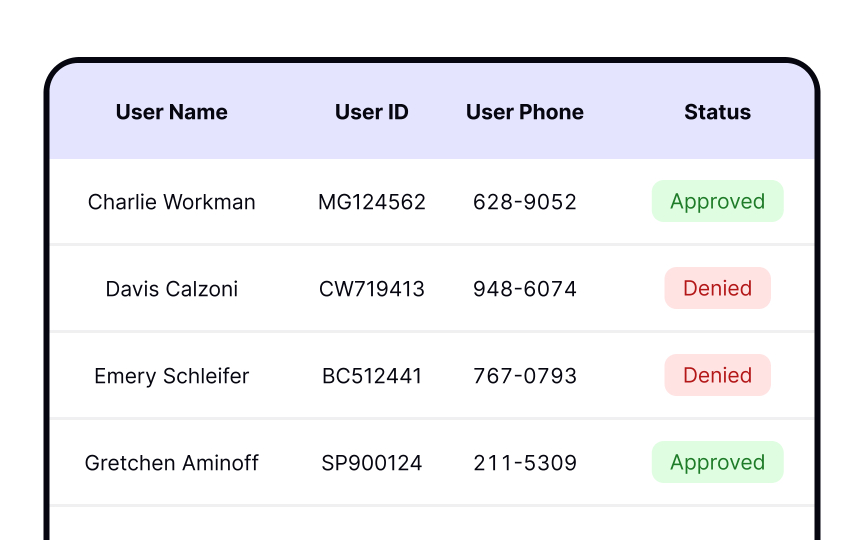 User Name User ID User Phone Status
Charlie Workman MG124562 628-9052 Approved
Davis Calzoni CW719413 948-6074 Denied
Emery Schleifer BC512441 767-0793 Denied
Gretchen Aminoff SP900124 211-5309 Approved